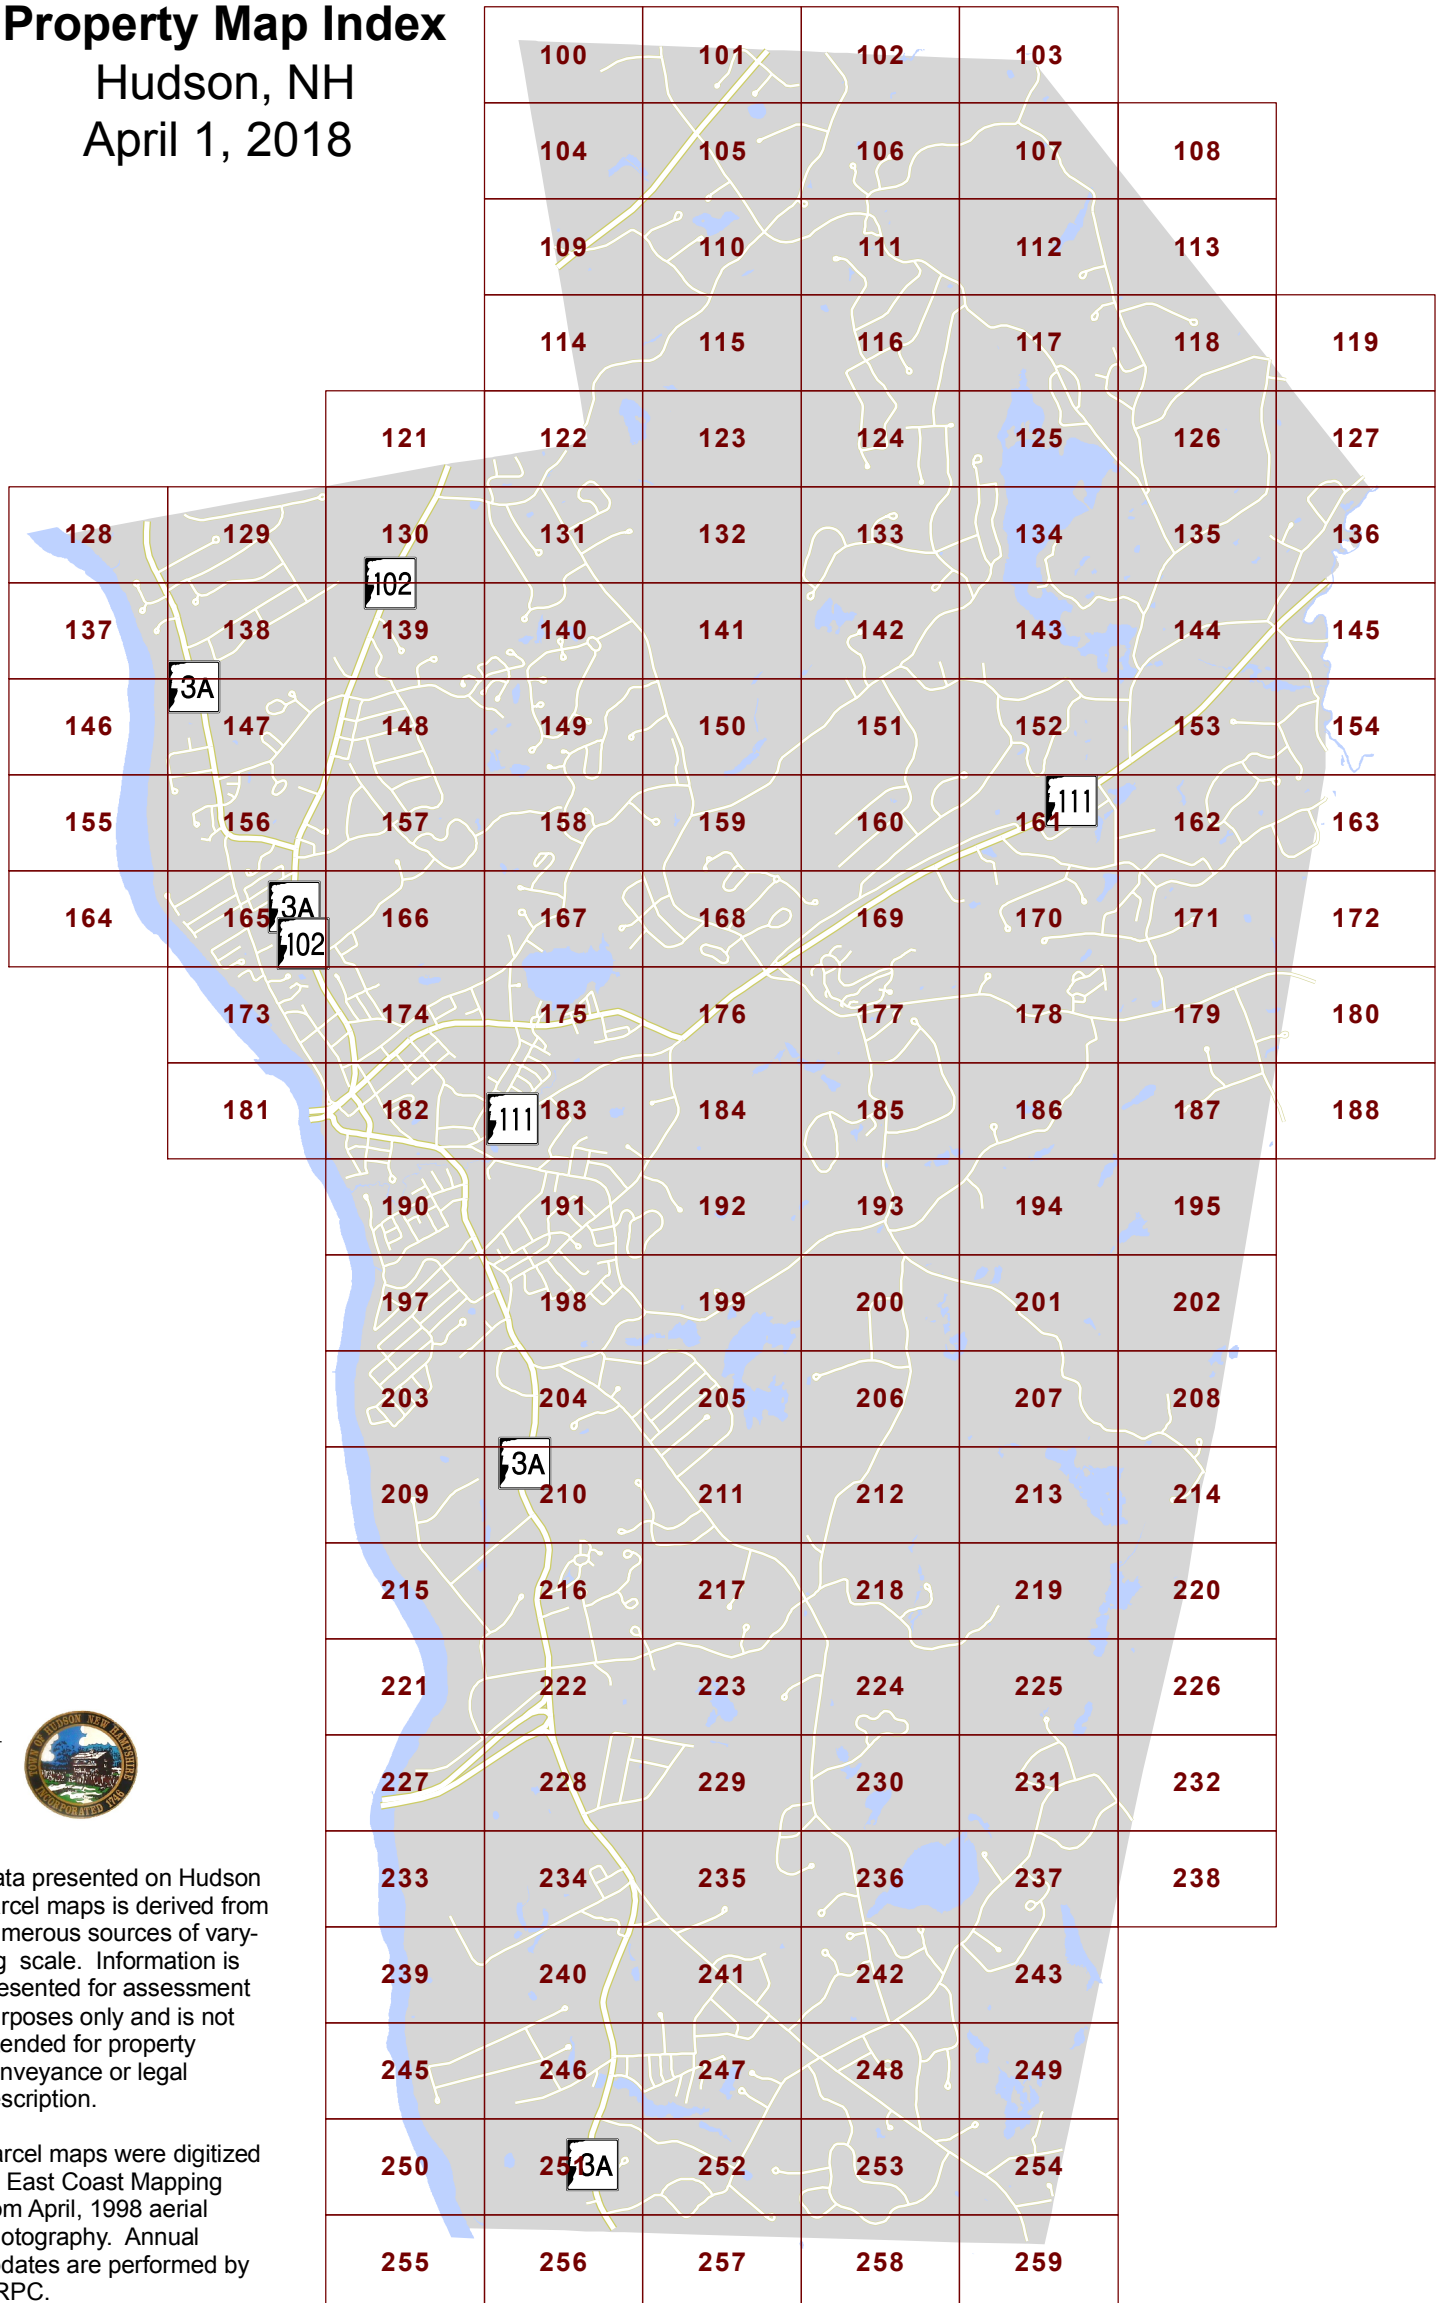 Property Map Index
Hudson, NH
April 1, 2018
100 101 102 103
104 105 106 107 108
109 110 111 112 113
114 115 116 117 118 119
121 122 123 124 125 126 127
128 129 130 131 132 133 134 135 136
102
137 138 139 140 141 142 143 144 145
3A
146 147 148 149 150 151 152 153 154
111
155 156 157 158 159 160 161 162 163
3A
164 165 166 167 168 169 170 171 172
102
173 174 175 176 177 178 179 180
181 182 111 183 184 185 186 187 188
190 191 192 193 194 195
197 198 199 200 201 202
203 204 205 206 207 208
3A
209 210 211 212 213 214
215 216 217 218 219 220
221 222 223 224 225 226
TOWN OF HUDSON NEW HAMPSHIRE
INCORPORATED 1746
227 228 229 230 231 232
233 234 235 236 237 238
239 240 241 242 243
245 246 247 248 249
250 251 3A 252 253 254
255 256 257 258 259
ata presented on Hudson
rcel maps is derived from
merous sources of vary-
g scale. Information is
esented for assessment
rposes only and is not
ended for property
nveyance or legal
escription.
arcel maps were digitized
East Coast Mapping
om April, 1998 aerial
otography. Annual
dates are performed by
RPC.